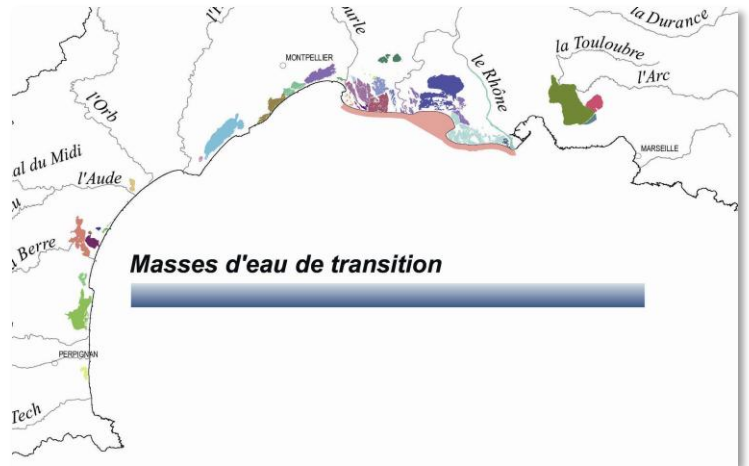 la Durance
la Touloubre
l'Arc
MONTPELLIER
le Rhône
l'Orb
MARSEILLE
al du Midi
l'Aude
Berre
Masses d'eau de transition
PERPIGNAN
Tech